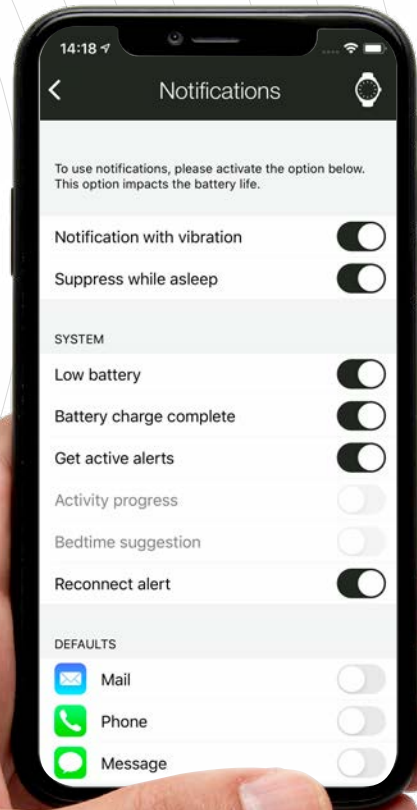 14:18
Notifications
To use notifications, please activate the option below.
This option impacts the battery life.
Notification with vibration
Suppress while asleep
SYSTEM
Low battery
Battery charge complete
Get active alerts
Activity progress
Bedtime suggestion
Reconnect alert
DEFAULTS
Mail
Phone
Message